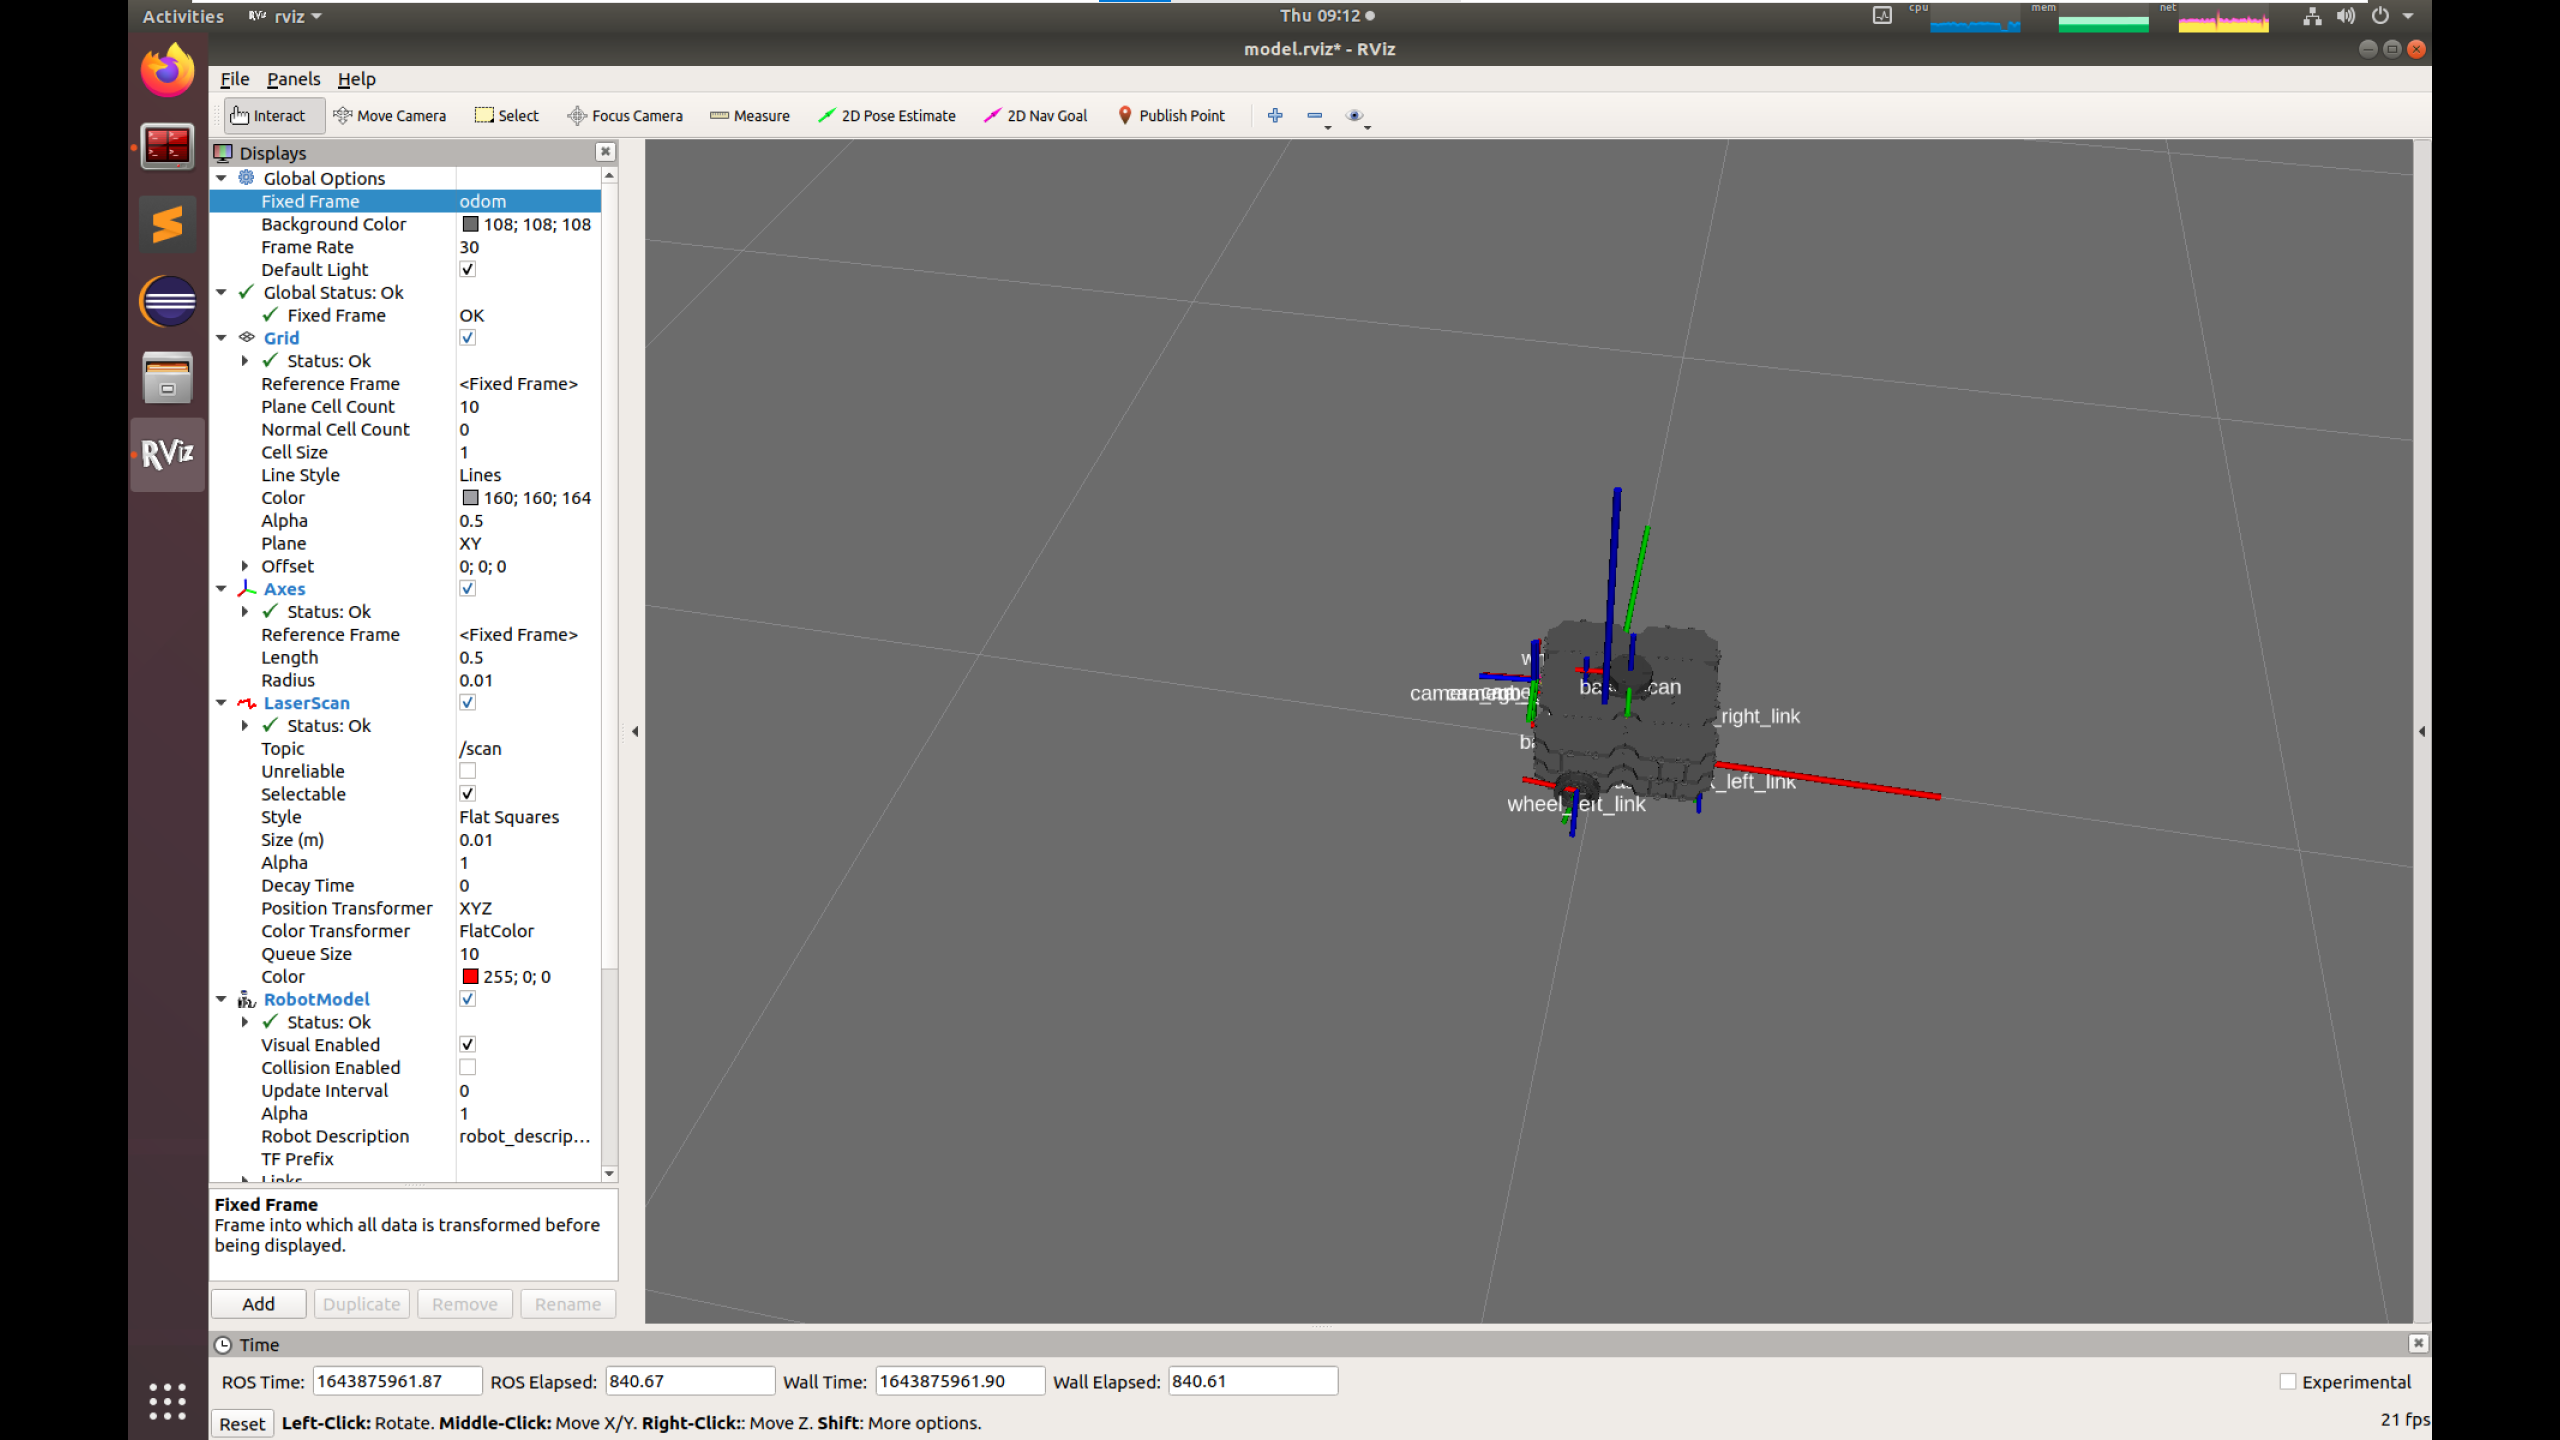 Activities RViz rviz Thu 09:12 cpu mem net
model.rviz* - RViz
File Panels Help
Interact Move Camera Select Focus Camera Measure 2D Pose Estimate 2D Nav Goal Publish Point
Displays
Global Options
Fixed Frame odom
Background Color 108; 108; 108
Frame Rate 30
Default Light
Global Status: Ok
Fixed Frame OK
Grid
Status: Ok
Reference Frame <Fixed Frame>
Plane Cell Count 10
Normal Cell Count 0
Cell Size 1
Line Style Lines
Color 160; 160; 164
Alpha 0.5
Plane XY
Offset 0; 0; 0
Axes
Status: Ok
Reference Frame <Fixed Frame>
Length 0.5
Radius 0.01
LaserScan
Status: Ok
Topic /scan
Unreliable
Selectable
Style Flat Squares
Size (m) 0.01
Alpha 1
Decay Time 0
Position Transformer XYZ
Color Transformer FlatColor
Queue Size 10
Color 255; 0; 0
RobotModel
Status: Ok
Visual Enabled
Collision Enabled
Update Interval 0
Alpha 1
Robot Description robot_descrip...
TF Prefix
Links
RViz
_right_link
_left_link
Fixed Frame
Frame into which all data is transformed before
being displayed.
Add Duplicate Remove Rename
Time
ROS Time: 1643875961.87 ROS Elapsed: 840.67 Wall Time: 1643875961.90 Wall Elapsed: 840.61 Experimental
Reset Left-Click: Rotate. Middle-Click: Move X/Y. Right-Click:: Move Z. Shift: More options. 21 fps